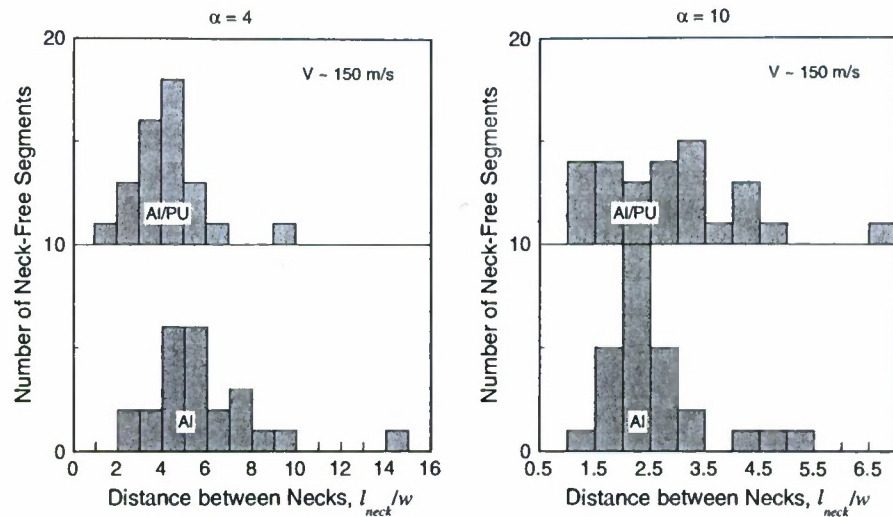 α = 4
20
V ~ 150 m/s
Al/PU
10
Al
0
0 2 4 6 8 10 12 14 16
Number of Neck-Free Segments
Distance between Necks, l_neck/w
α = 10
20
V ~ 150 m/s
Al/PU
10
Al
0
0.5 1.5 2.5 3.5 4.5 5.5 6.5
Number of Neck-Free Segments
Distance between Necks, l_neck/w